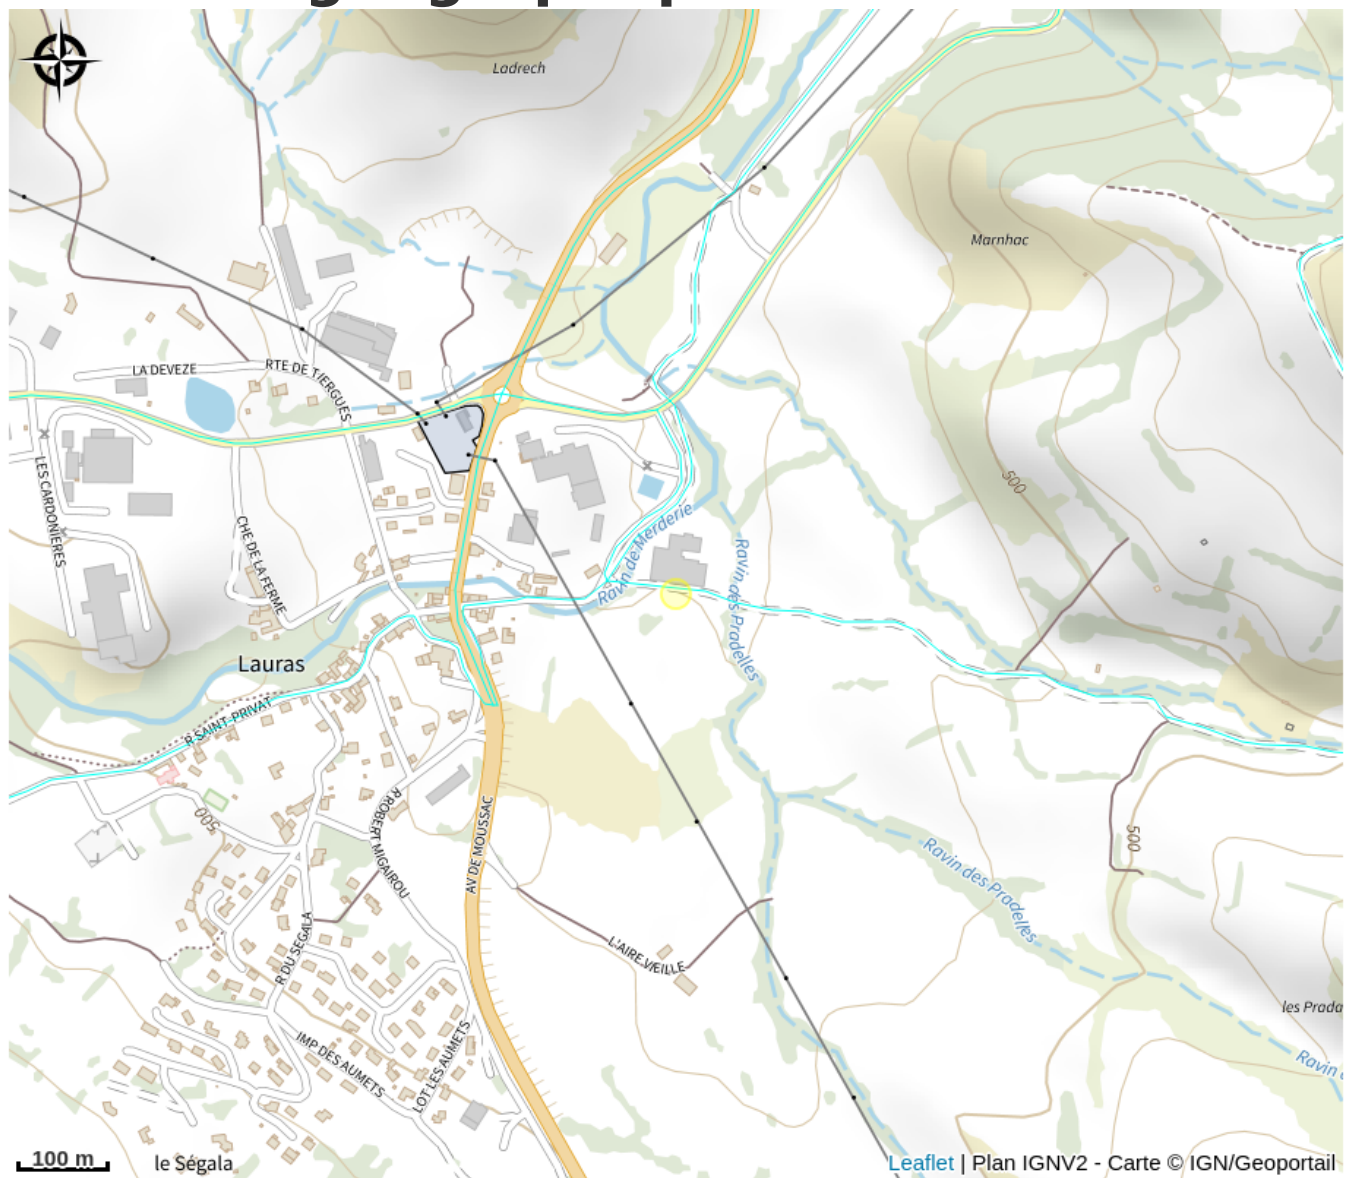 Ladrech
Marnhac
LA DEVEZE
RTE DE TIERGUES
LES CARDONIERES
CHE DE LA FERME
500
Ravin de Merderie
Ravin des Pradelles
Lauras
R SAINT-PRIVAT
500
R ROBERT MIGAIROU
AV DE MOUSSAC
500
Ravin des Pradelles
L'AIRE VIEILLE
R DU SEGALA
les Prada
IMP DES AUMETS
LOT LES AUMETS
Ravin
100 m
le Ségala
Leaflet | Plan IGNV2 - Carte © IGN/Geoportail